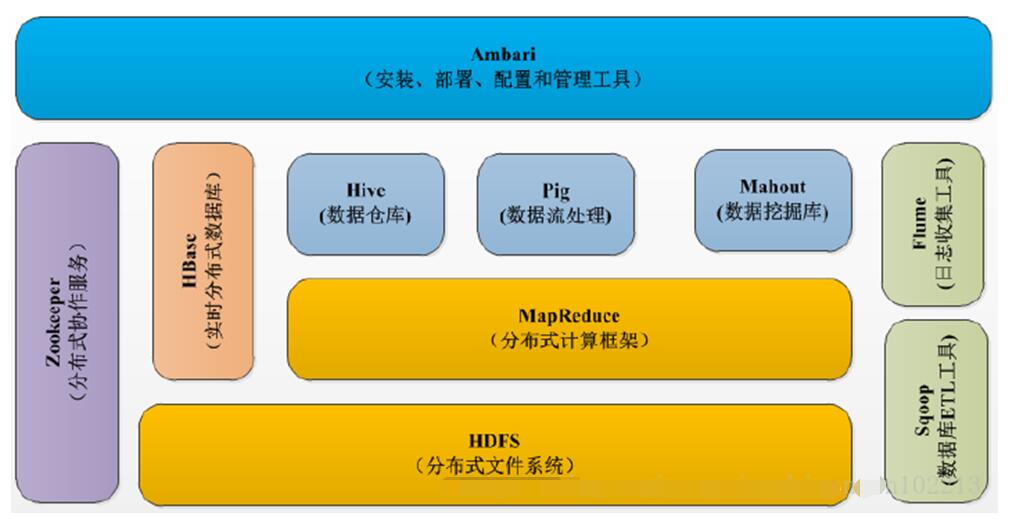 Ambari
（安装、部署、配置和管理工具）
Zookeeper
（分布式协作服务）
HBase
（实时分布式数据库）
Hive
(数据仓库)
Pig
(数据流处理)
Mahout
(数据挖掘库)
Flume
(日志收集工具)
MapReduce
（分布式计算框架）
Sqoop
(数据库ETL工具)
HDFS
（分布式文件系统）